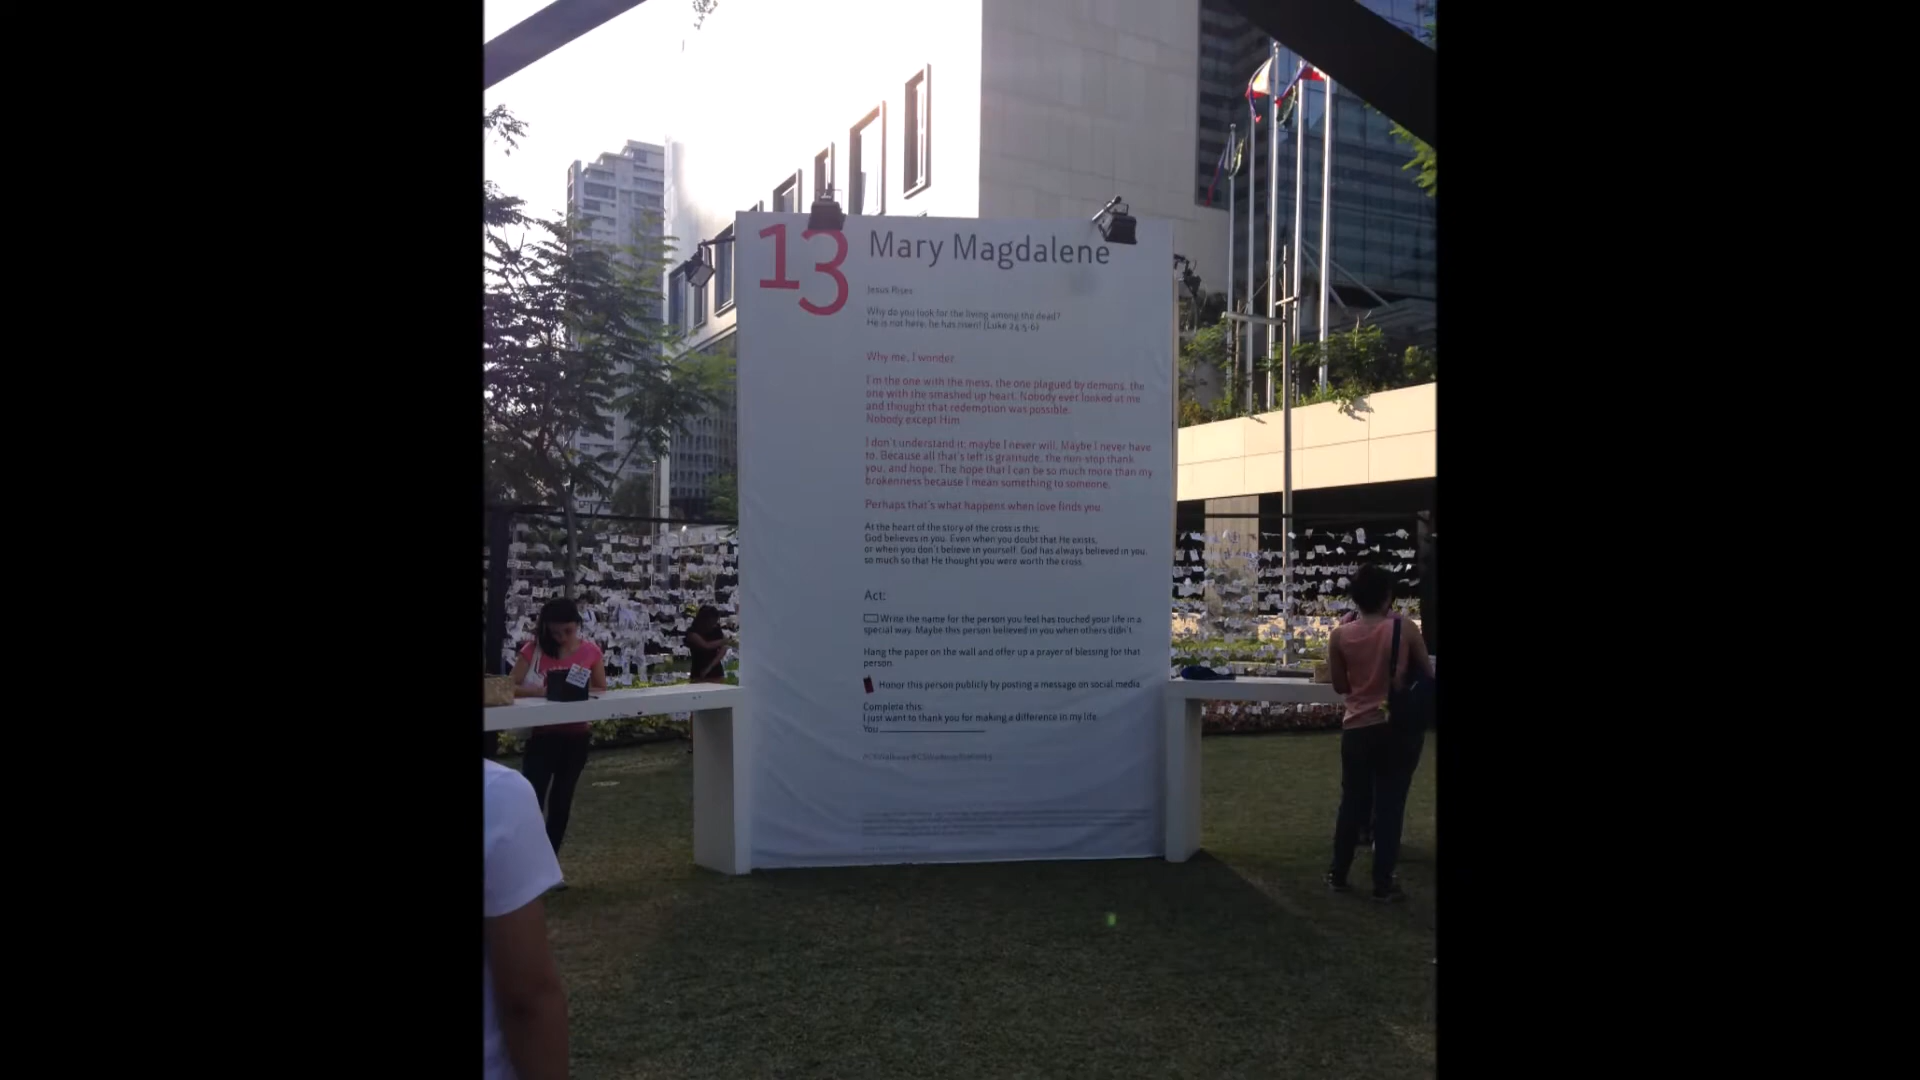 13
Mary Magdalene
Jesus Rises
Why do you look for the living among the dead?
He is not here, he has risen! (Luke 24:5-6)
Why me, I wonder
I'm the one with the mess, the one plagued by demons, the
one with the smashed up heart. Nobody ever looked at me
and thought that redemption was possible.
Nobody except Him
I don't understand it; maybe I never will. Maybe I never have
to. Because all that's left is gratitude, the non-stop thank
you, and hope. The hope that I can be so much more than my
brokenness because I mean something to someone.
Perhaps that's what happens when love finds you.
At the heart of the story of the cross is this:
God believes in you. Even when you doubt that He exists,
or when you don't believe in yourself. God has always believed in you
so much so that He thought you were worth the cross.
Act:
Write the name for the person you feel has touched your life in a
special way. Maybe this person believed in you when others didn't.
Hang the paper on the wall and offer up a prayer of blessing for that
person.
Honor this person publicly by posting a message on social media.
Complete this:
I just want to thank you for making a difference in my life.
You